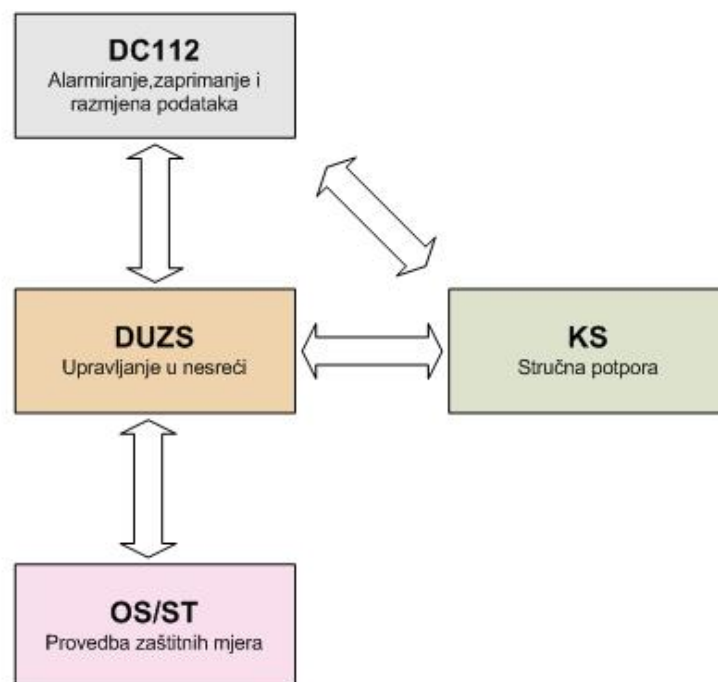 DC112
Alarmiranje,zaprimanje i
razmjena podataka
DUZS
Upravljanje u nesreći
KS
Stručna potpora
OS/ST
Provedba zaštitnih mjera